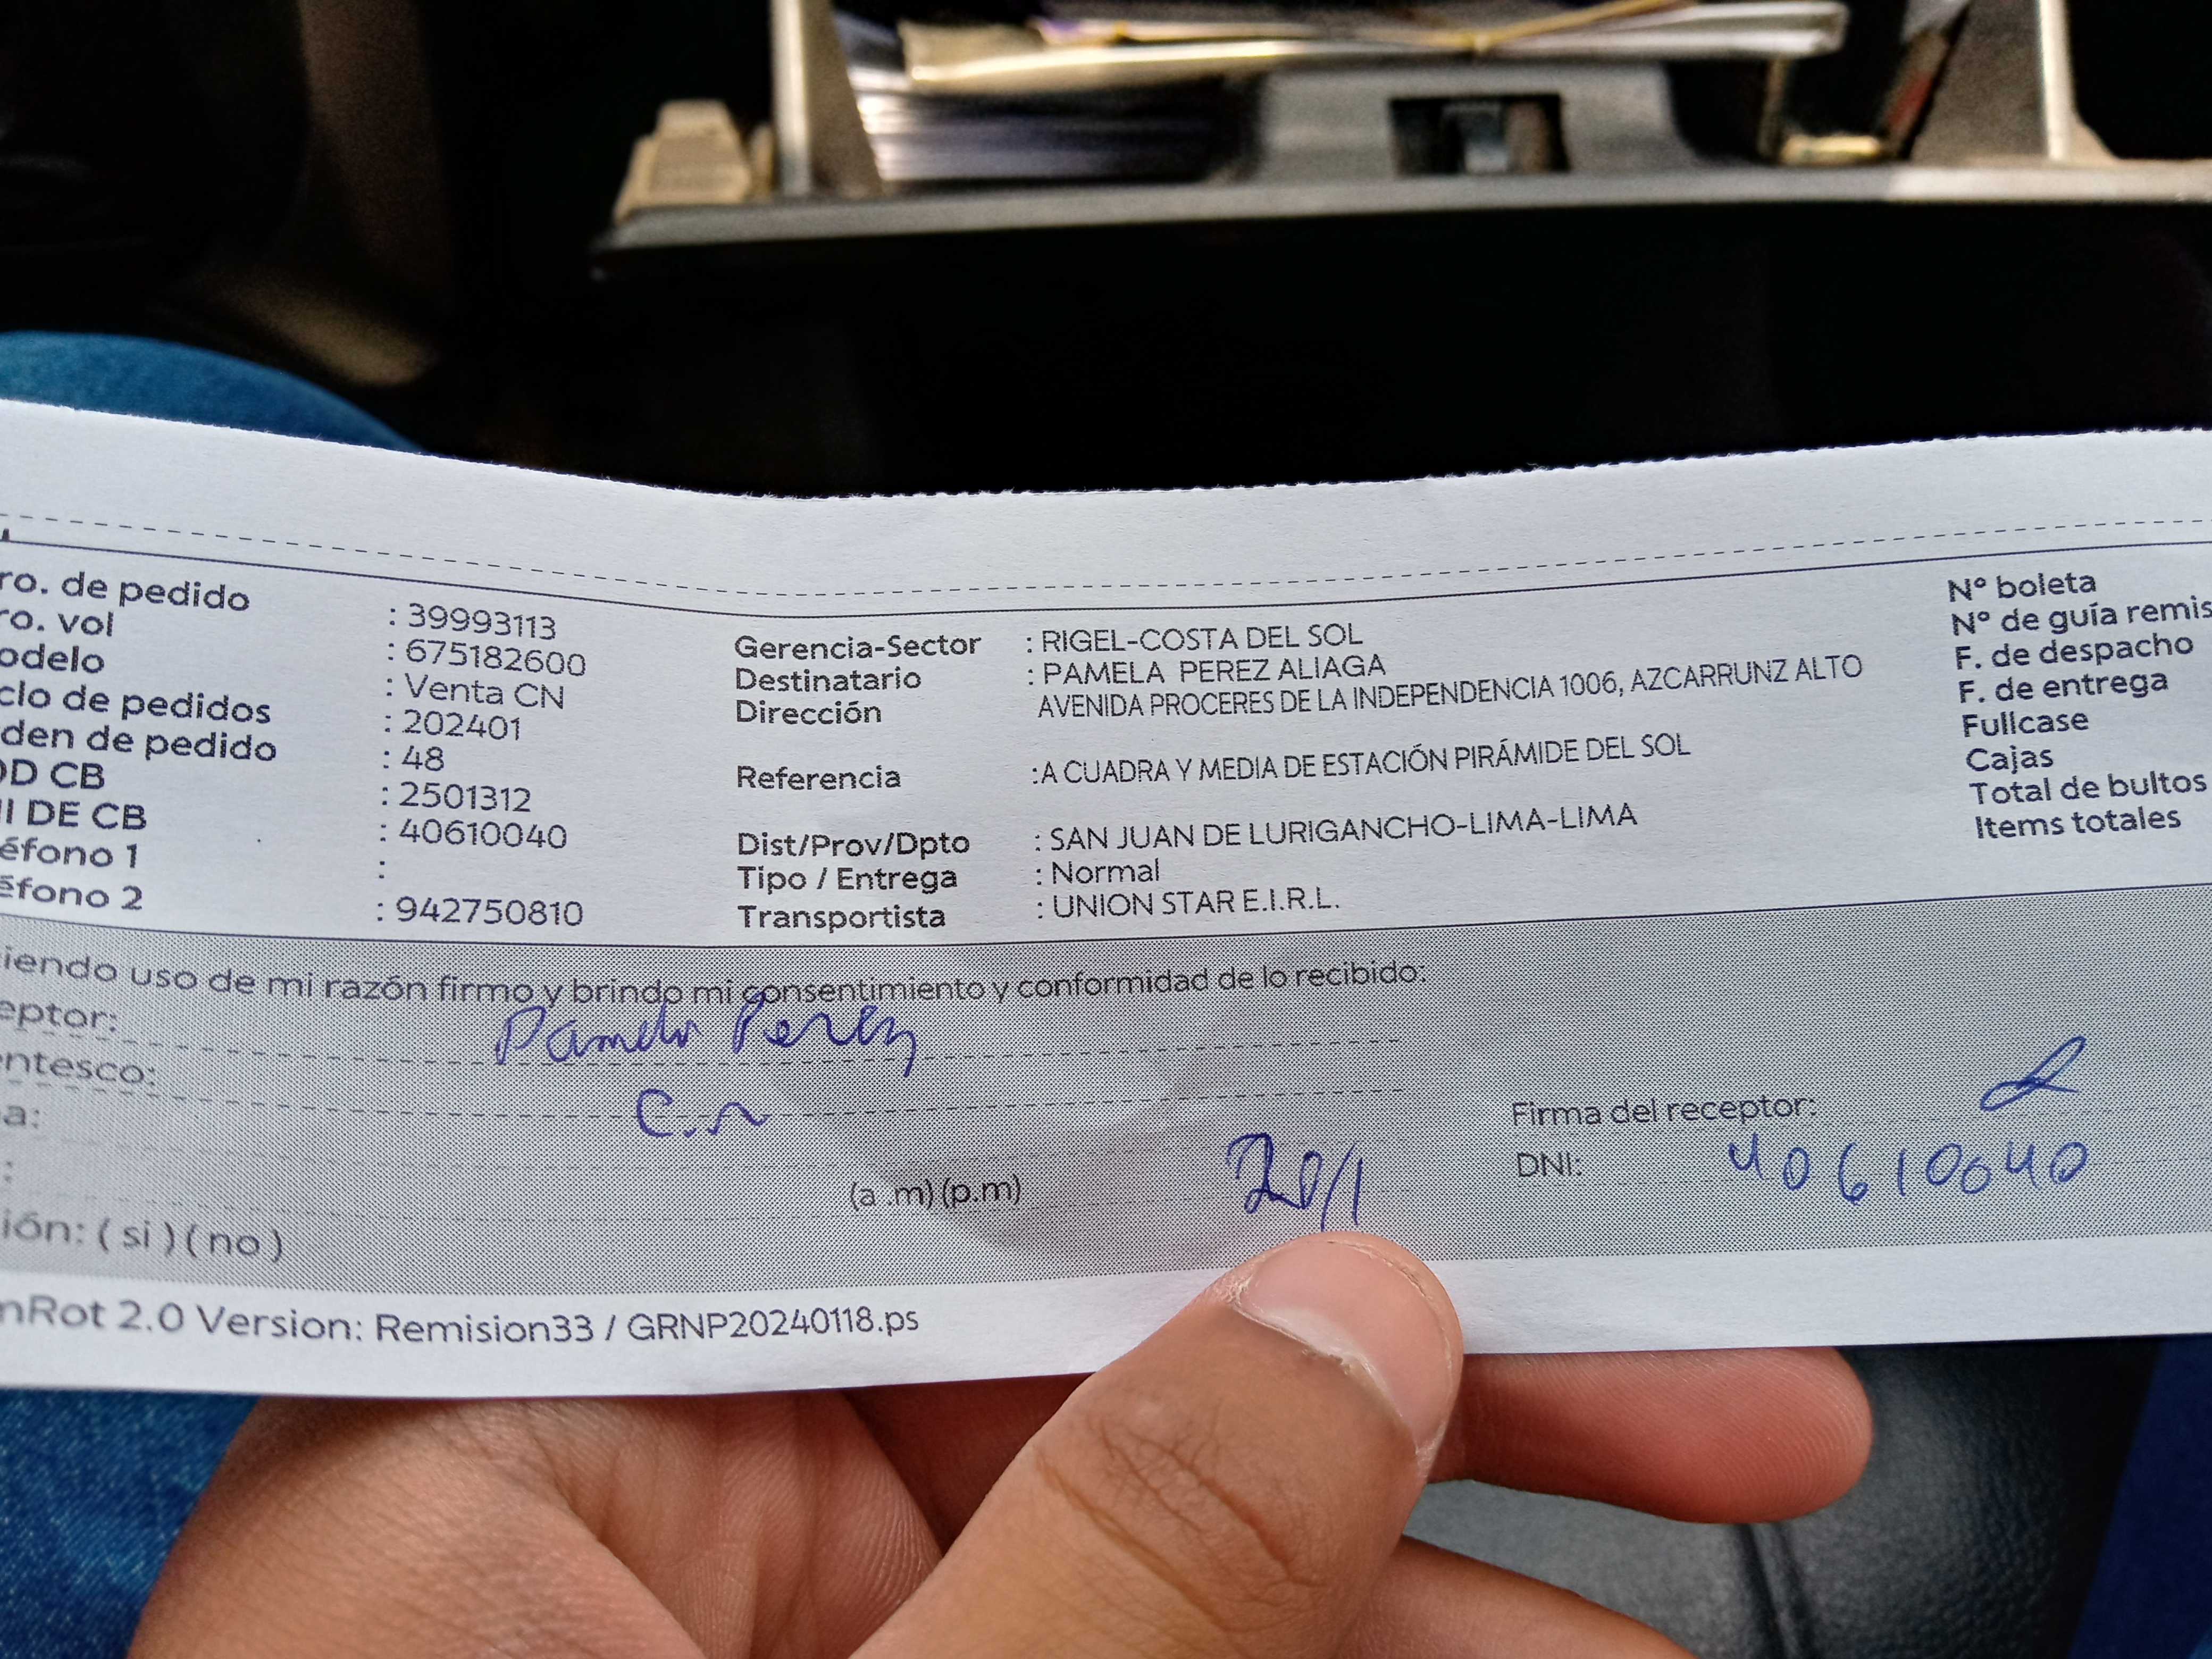 ro. de pedido : 39993113
ro. vol : 675182600
odelo : Venta CN
clo de pedidos : 202401
den de pedido : 48
OD CB : 2501312
NI DE CB : 40610040
éfono 1 :
éfono 2 : 942750810
Gerencia-Sector : RIGEL-COSTA DEL SOL
Destinatario : PAMELA PEREZ ALIAGA
Dirección AVENIDA PROCERES DE LA INDEPENDENCIA 1006, AZCARRUNZ ALTO
Referencia :A CUADRA Y MEDIA DE ESTACIÓN PIRÁMIDE DEL SOL
Dist/Prov/Dpto : SAN JUAN DE LURIGANCHO-LIMA-LIMA
Tipo / Entrega : Normal
Transportista : UNION STAR E.I.R.L.
N° boleta
N° de guía remis
F. de despacho
F. de entrega
Fullcase
Cajas
Total de bultos
Items totales
iendo uso de mi razón firmo y brindo mi consentimiento y conformidad de lo recibido:
eptor: Pamela Perez
entesco: C.n
a:
: (a .m) (p.m) 20/1
Firma del receptor:
DNI: 40610040
ión: ( si ) ( no )
nRot 2.0 Version: Remision33 / GRNP20240118.ps